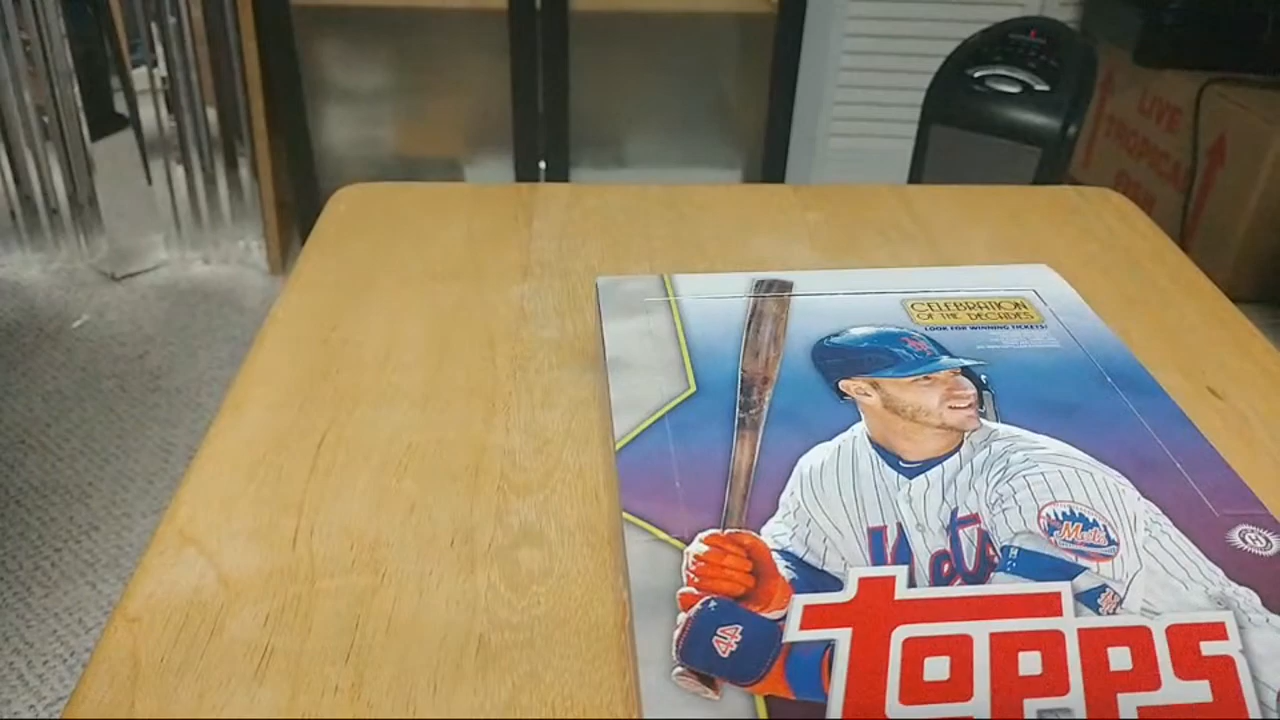 CELEBRATION
OF THE DECADES
LOOK FOR WINNING TICKETS!
Mets
Mets
44
topps
LIVE
TROPICAL